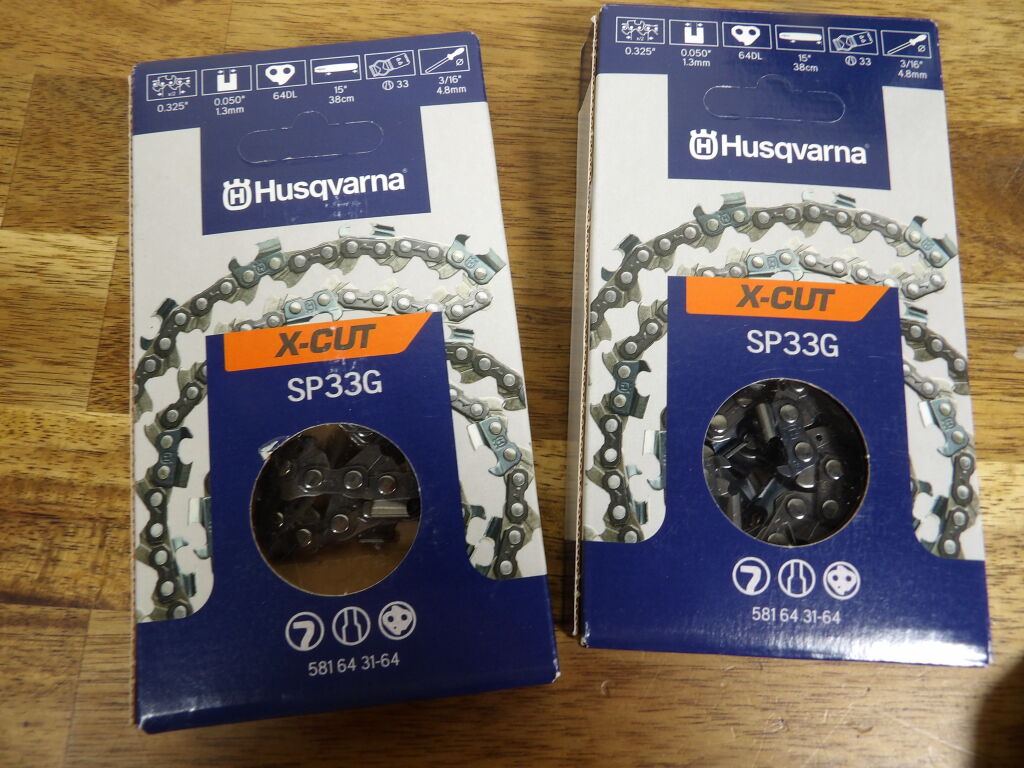 0.325"
0.050"
1.3mm
64DL
15"
38cm
33
3/16"
4.8mm
Husqvarna
X-CUT
SP33G
581 64 31-64
0.325"
0.050"
1.3mm
64DL
15"
38cm
33
3/16"
4.8mm
Husqvarna
X-CUT
SP33G
581 64 31-64